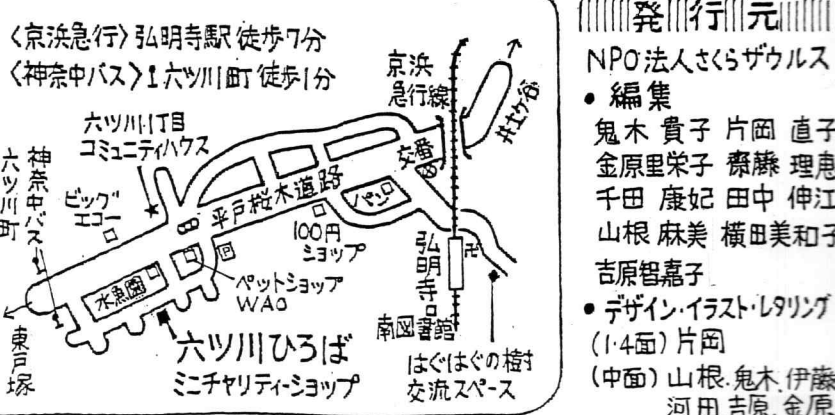 〈京浜急行〉弘明寺駅 徒歩7分
〈神奈中バス〉六ツ川町 徒歩1分
京浜
急行線
井土ヶ谷
六ツ川1丁目
コミュニティハウス
神奈中バス
六ツ川町
ビッグ
エコー
平戸桜木道路
交番
パン
100円
ショップ
弘明寺
卍
水魚園
ペットショップ
WAO
東戸塚
六ツ川ひろば
ミニチャリティーショップ
南図書館
はぐはぐの樹
交流スペース
発行元
NPO法人さくらザウルス
• 編集
鬼木 貴子 片岡 直子
金原里栄子 齋藤 理恵
千田 康妃 田中 伸江
山根 麻美 横田美和子
吉原智嘉子
• デザイン・イラスト・レタリング
(1・4面) 片岡
(中面) 山根.鬼木.伊藤
河田.吉原.金原